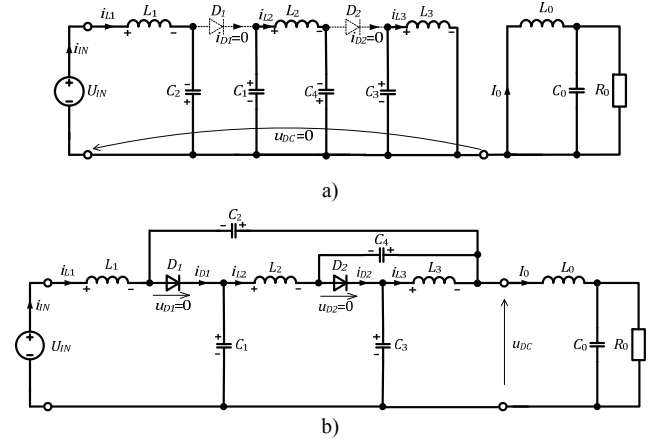 i_L1 L_1 D_1 i_L2 L_2 D_2 i_L3 L_3 L_0
+ - i_D1=0 + - i_D2=0 + -
i_IN
+ - U_IN C_2 - + C_1 - + C_4 - + C_3 - + I_0 C_0 R_0
u_DC=0
a)
C_2
- +
C_4
- +
i_L1 L_1 D_1 i_D1 i_L2 L_2 D_2 i_D2 i_L3 L_3 I_0 L_0
+ - u_D1=0 + - u_D2=0 + -
i_IN
+ - U_IN + - C_1 + - C_3 u_DC C_0 R_0
b)